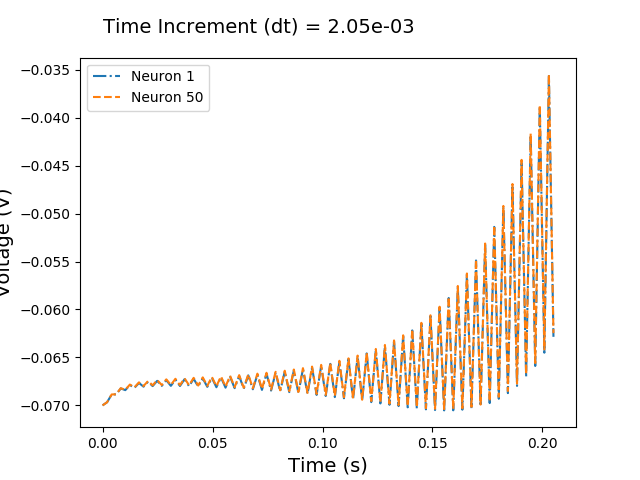 Time Increment (dt) = 2.05e-03
Neuron 1
Neuron 50
−0.035
−0.040
−0.045
−0.050
−0.055
−0.060
−0.065
−0.070
Voltage (V)
0.00
0.05
0.10
0.15
0.20
Time (s)